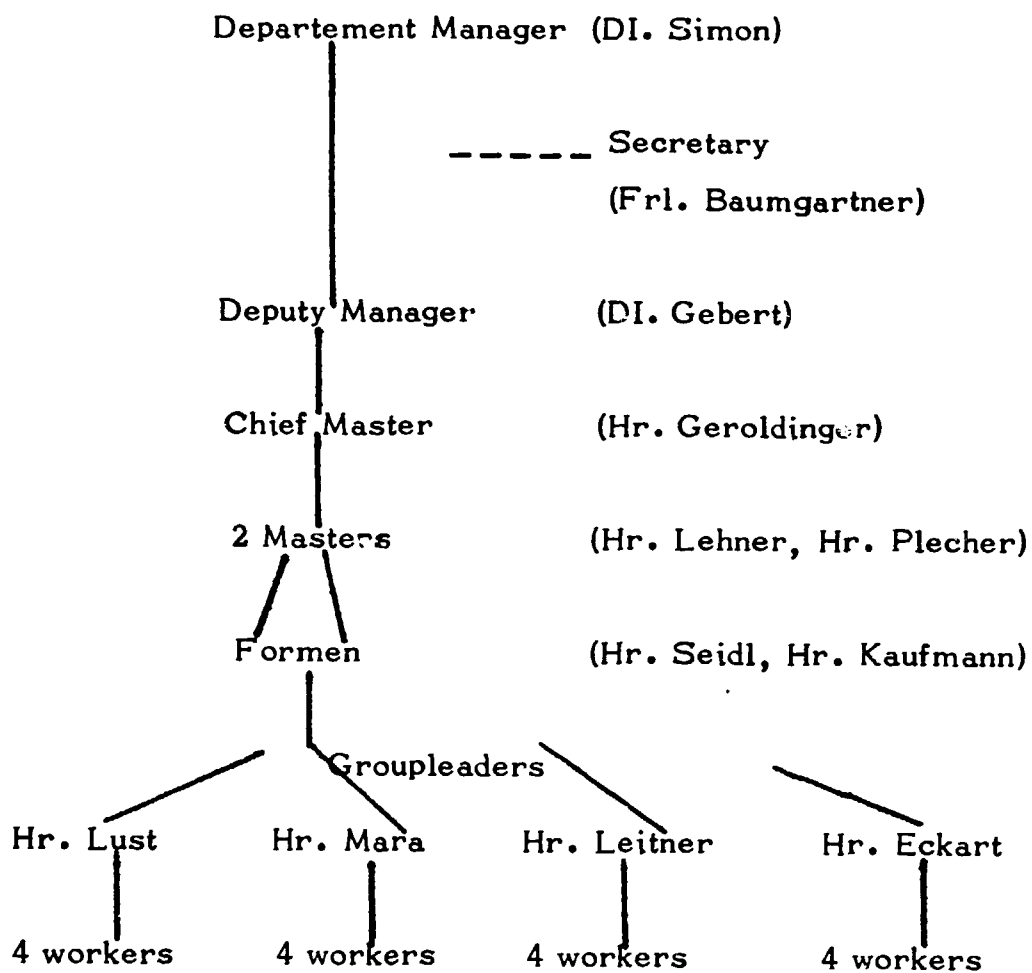 Departement Manager (DI. Simon)
Secretary
(Frl. Baumgartner)
Deputy Manager (DI. Gebert)
Chief Master (Hr. Geroldinger)
2 Masters (Hr. Lehner, Hr. Plecher)
Formen (Hr. Seidl, Hr. Kaufmann)
Groupleaders
Hr. Lust Hr. Mara Hr. Leitner Hr. Eckart
4 workers 4 workers 4 workers 4 workers